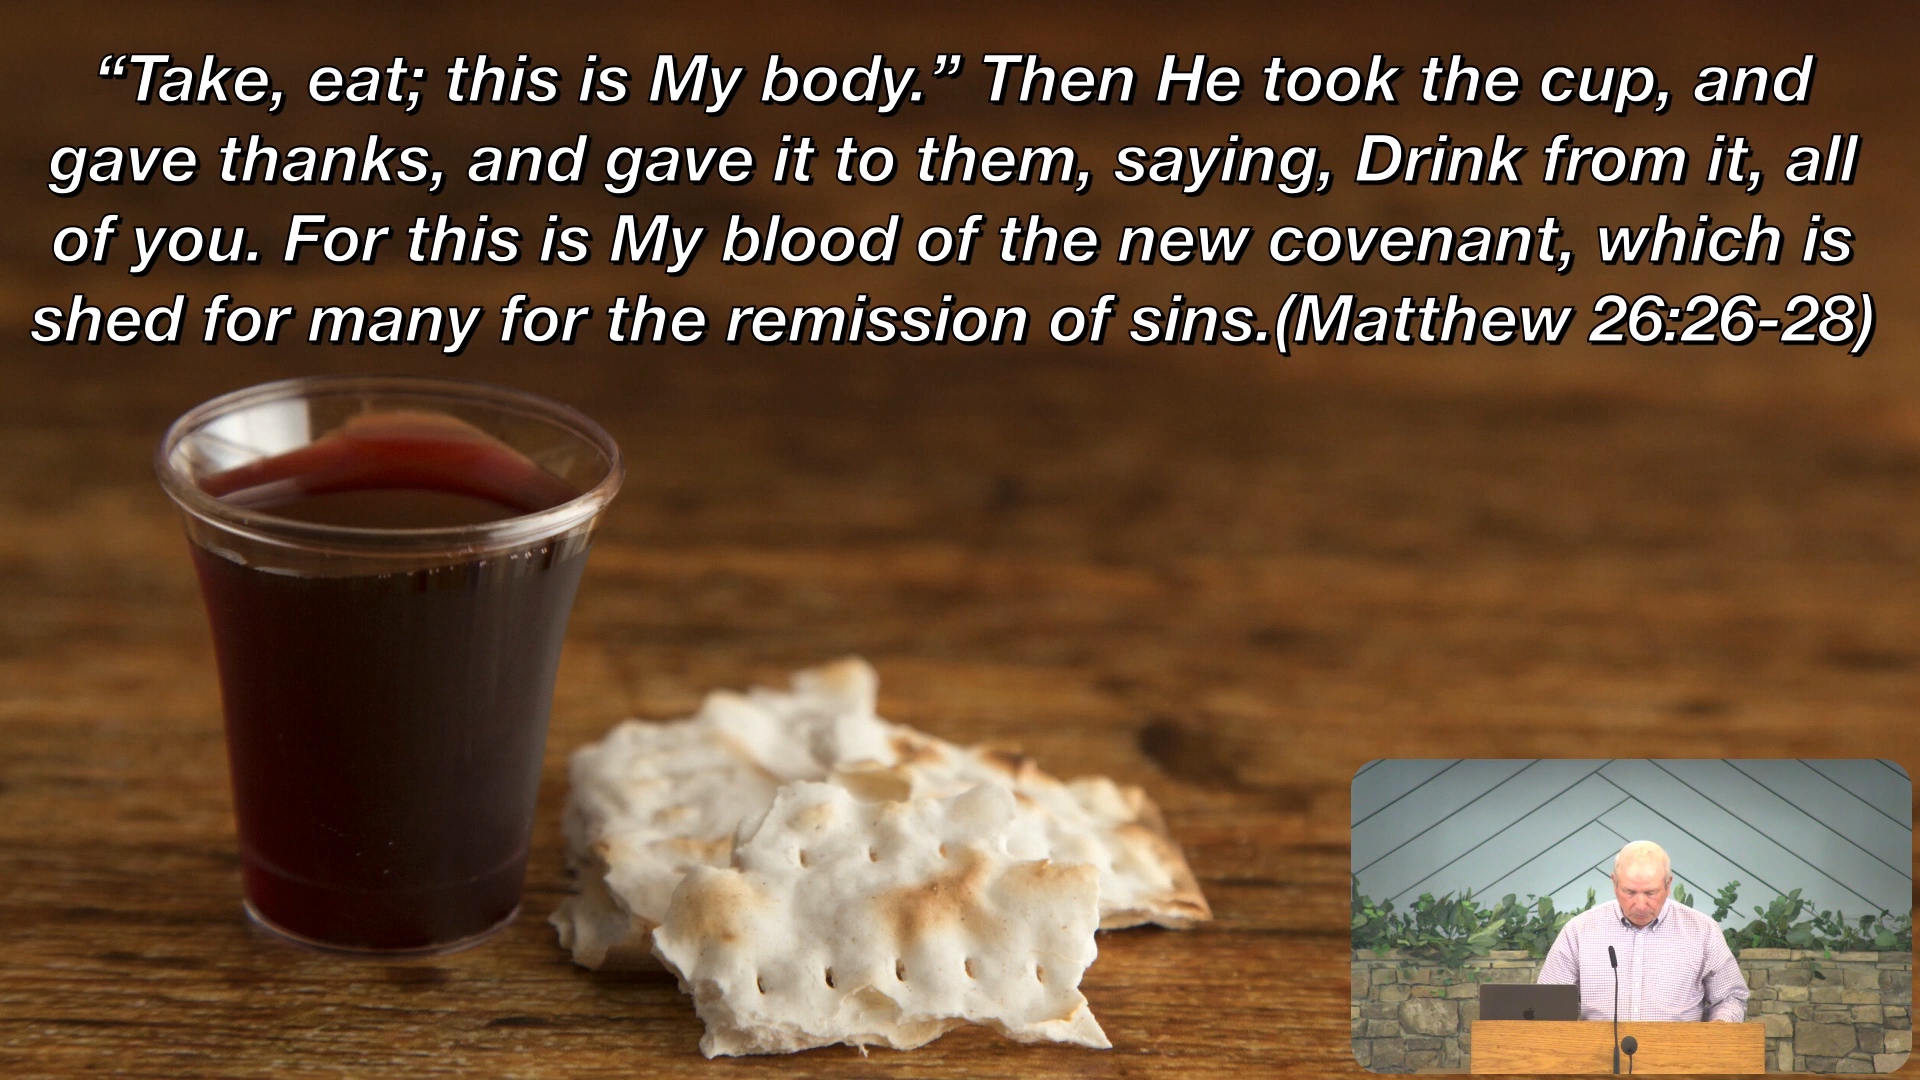 “Take, eat; this is My body.” Then He took the cup, and
gave thanks, and gave it to them, saying, Drink from it, all
of you. For this is My blood of the new covenant, which is
shed for many for the remission of sins.(Matthew 26:26-28)